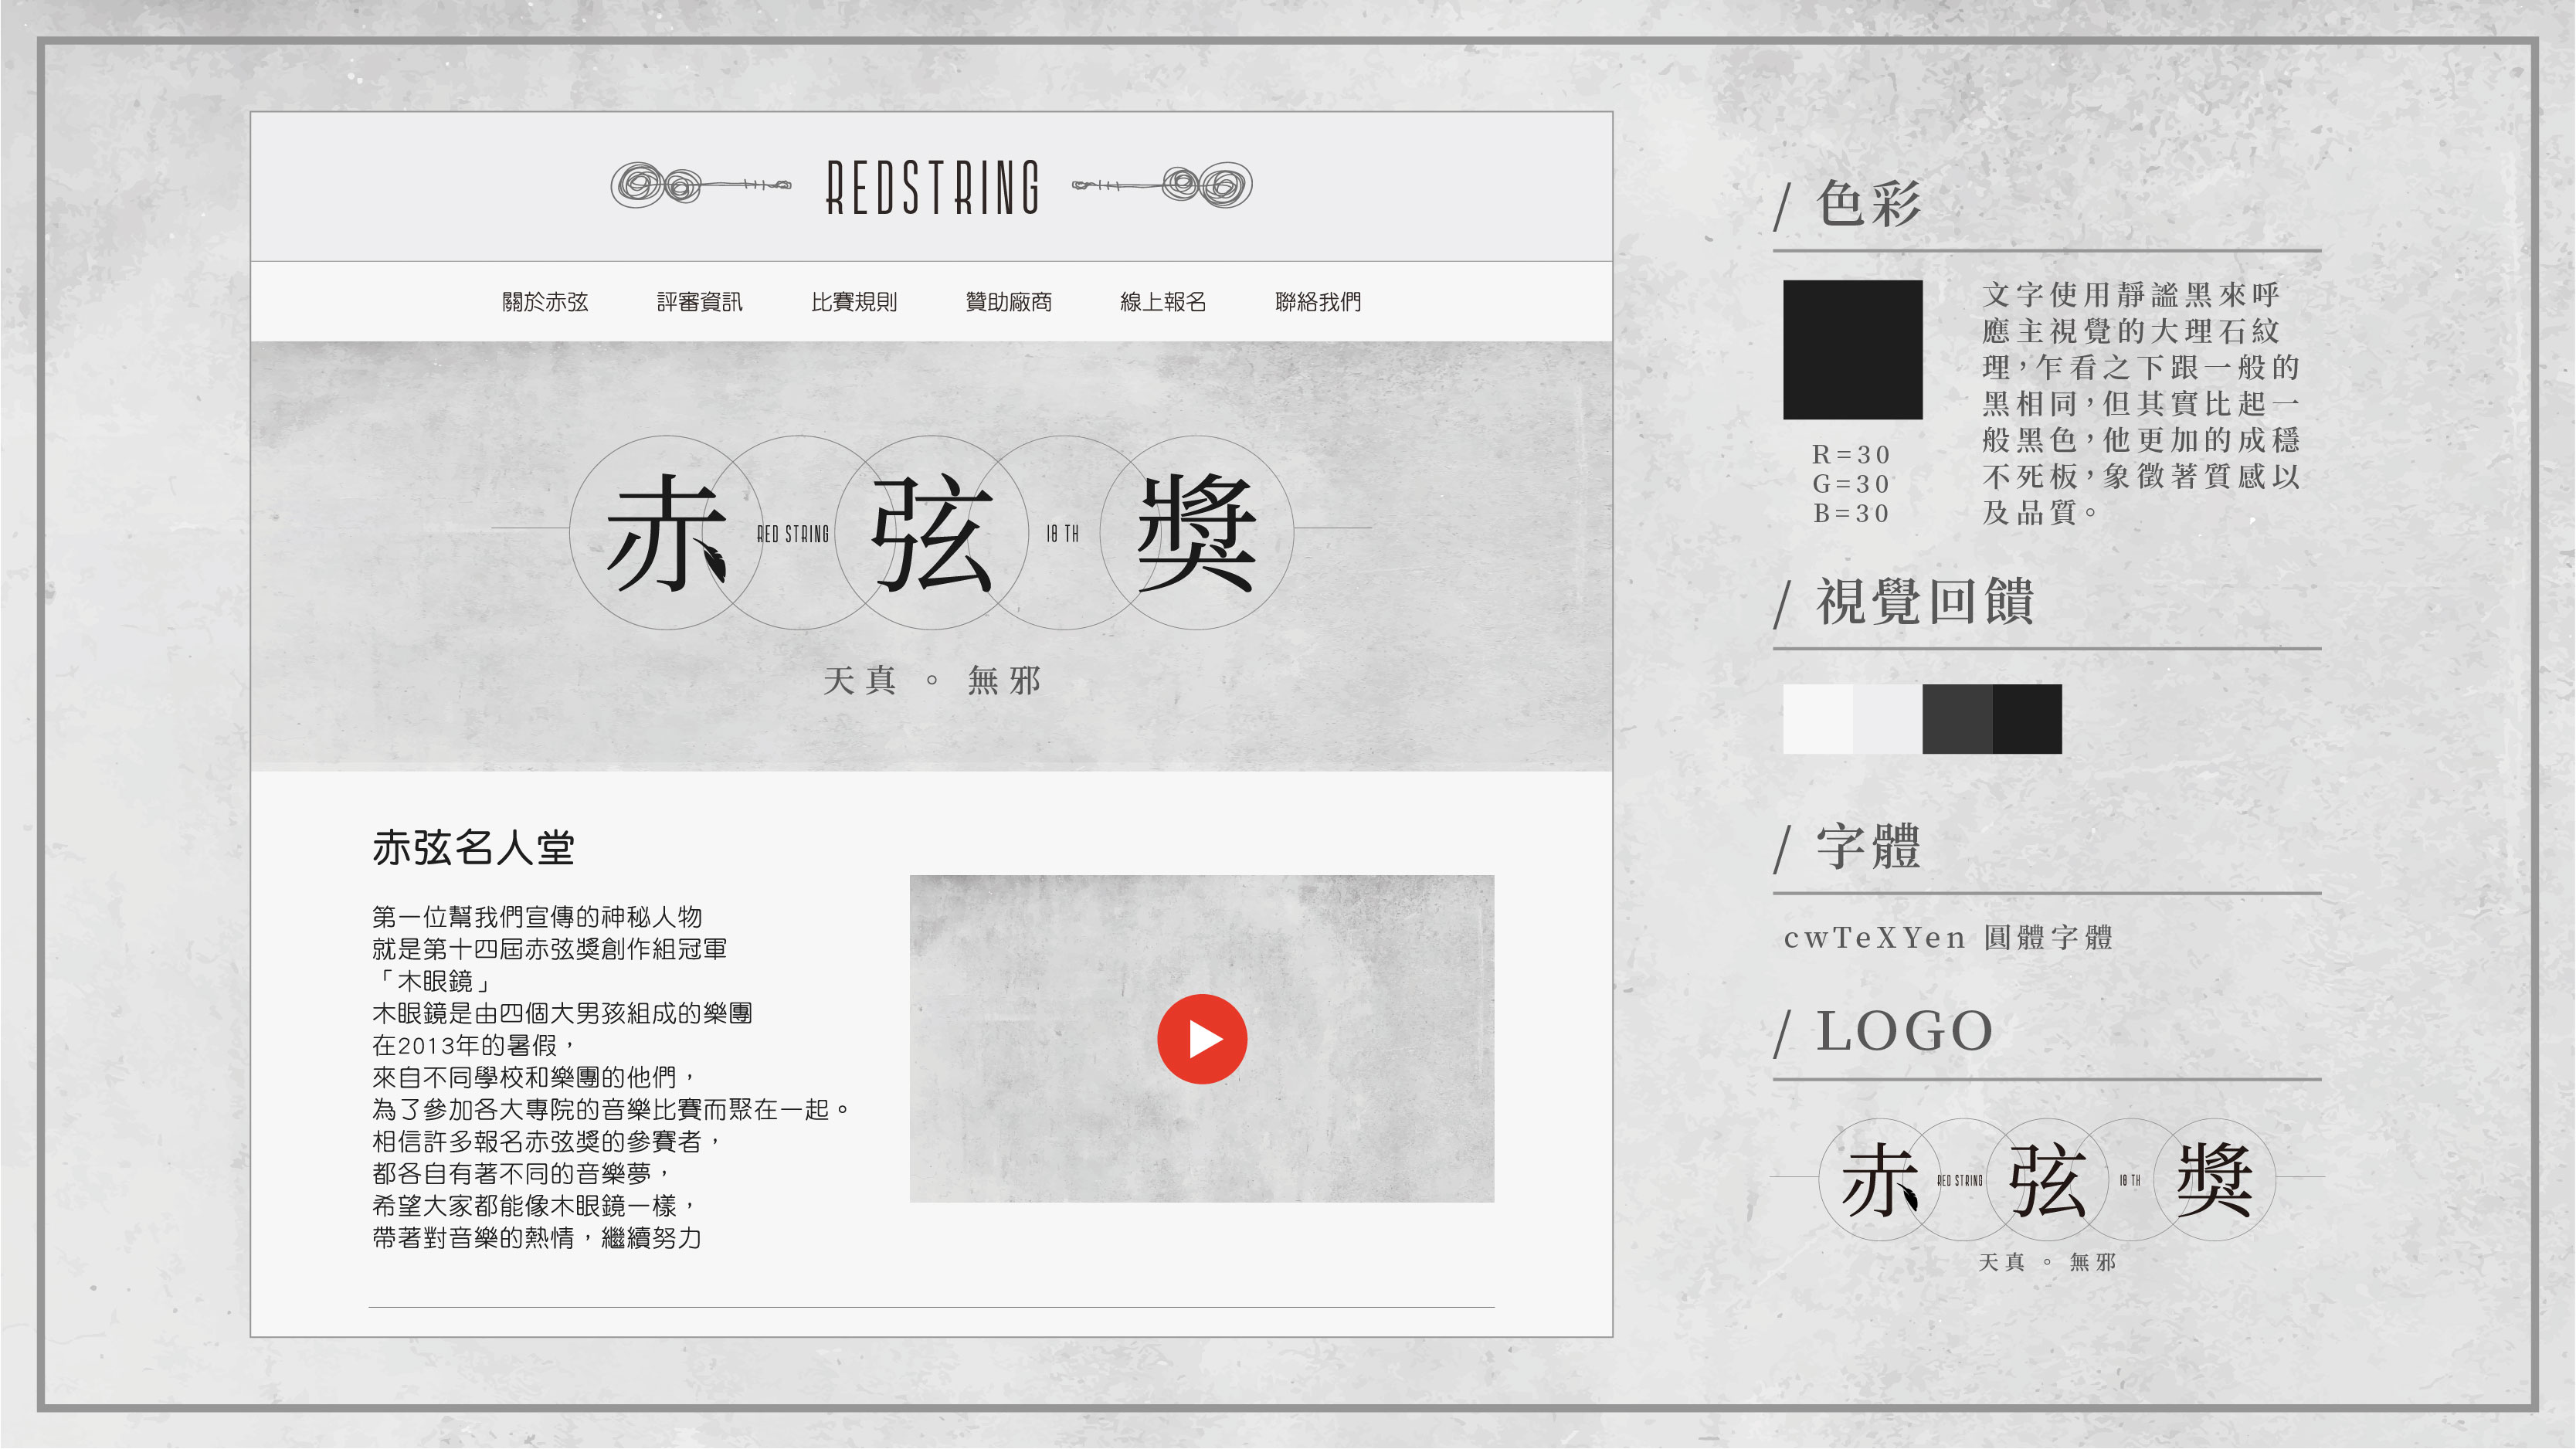 REDSTRING
關於赤弦 評審資訊 比賽規則 贊助廠商 線上報名 聯絡我們
赤 RED STRING 弦 18 TH 獎
天真。無邪
赤弦名人堂
第一位幫我們宣傳的神秘人物
就是第十四屆赤弦獎創作組冠軍
「木眼鏡」
木眼鏡是由四個大男孩組成的樂團
在2013年的暑假，
來自不同學校和樂團的他們，
為了參加各大專院的音樂比賽而聚在一起。
相信許多報名赤弦獎的參賽者，
都各自有著不同的音樂夢，
希望大家都能像木眼鏡一樣，
帶著對音樂的熱情，繼續努力
/ 色彩
R=30
G=30
B=30
文字使用靜謐黑來呼
應主視覺的大理石紋
理，乍看之下跟一般的
黑相同，但其實比起一
般黑色，他更加的成穩
不死板，象徵著質感以
及品質。
/ 視覺回饋
/ 字體
cwTeXYen 圓體字體
/ LOGO
赤 RED STRING 弦 18 TH 獎
天真。無邪